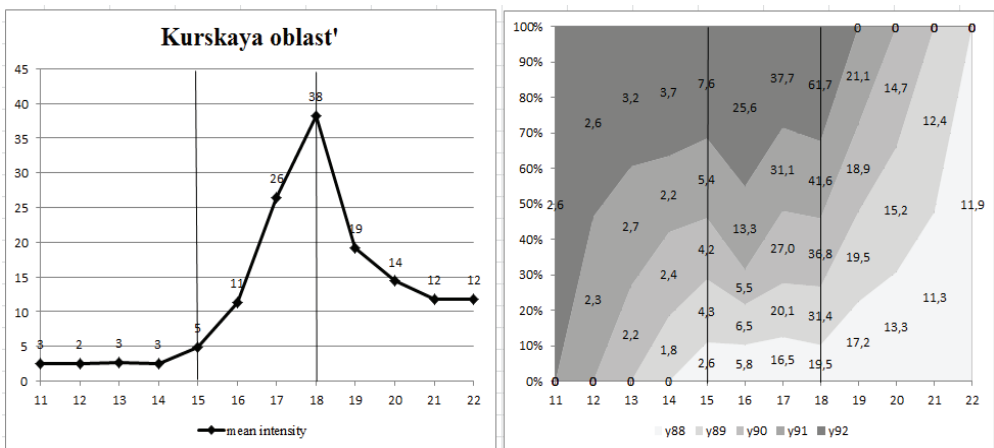 Kurskaya oblast'
45
40
35
30
25
20
15
10
5
0
3 2 3 3 5 11 26 38 19 14 12 12
11 12 13 14 15 16 17 18 19 20 21 22
mean intensity
100%
90%
80%
70%
60%
50%
40%
30%
20%
10%
0%
0 0 0 0
2,6 2,6 3,2 3,7 7,6 25,6 37,7 61,7 21,1 14,7 12,4 11,9
2,3 2,7 2,2 5,4 13,3 31,1 41,6 18,9 15,2 11,3
2,2 2,4 4,2 5,5 27,0 36,8 19,5 13,3
1,8 4,3 6,5 20,1 31,4 17,2
2,6 5,8 16,5 19,5
0 0 0 0
11 12 13 14 15 16 17 18 19 20 21 22
y88 y89 y90 y91 y92